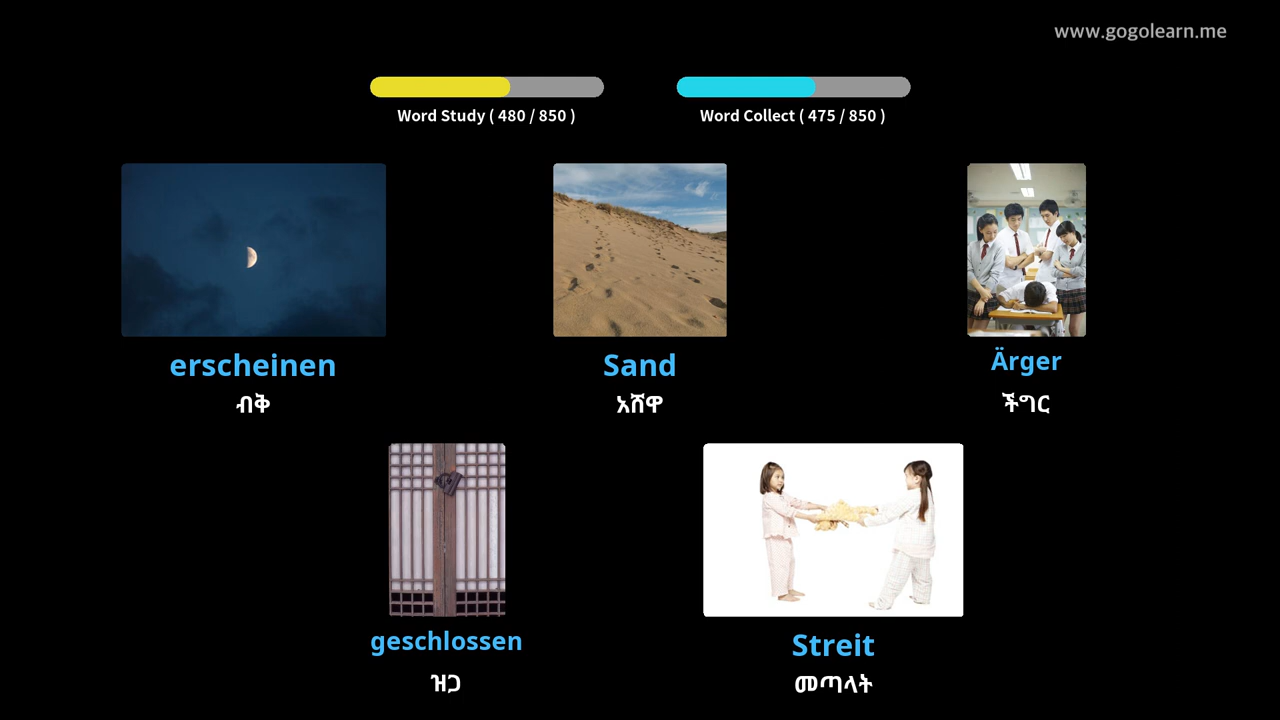 www.gogolearn.me
Word Study ( 480 / 850 )
Word Collect ( 475 / 850 )
erscheinen
ብቅ
Sand
አሸዋ
Ärger
ችግር
geschlossen
ዝጋ
Streit
መጣላት